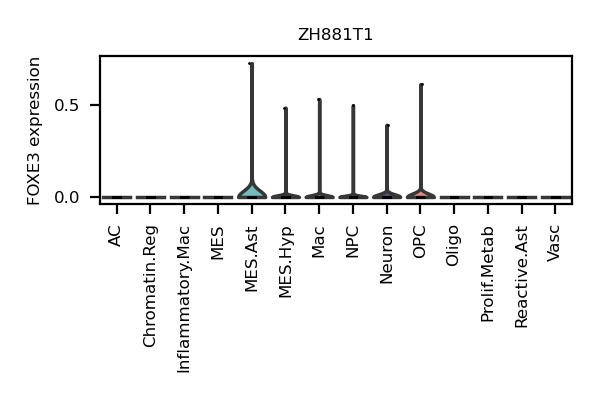 ZH881T1
FOXE3 expression
0.5
0.0
AC
Chromatin.Reg
Inflammatory.Mac
MES
MES.Ast
MES.Hyp
Mac
NPC
Neuron
OPC
Oligo
Prolif.Metab
Reactive.Ast
Vasc